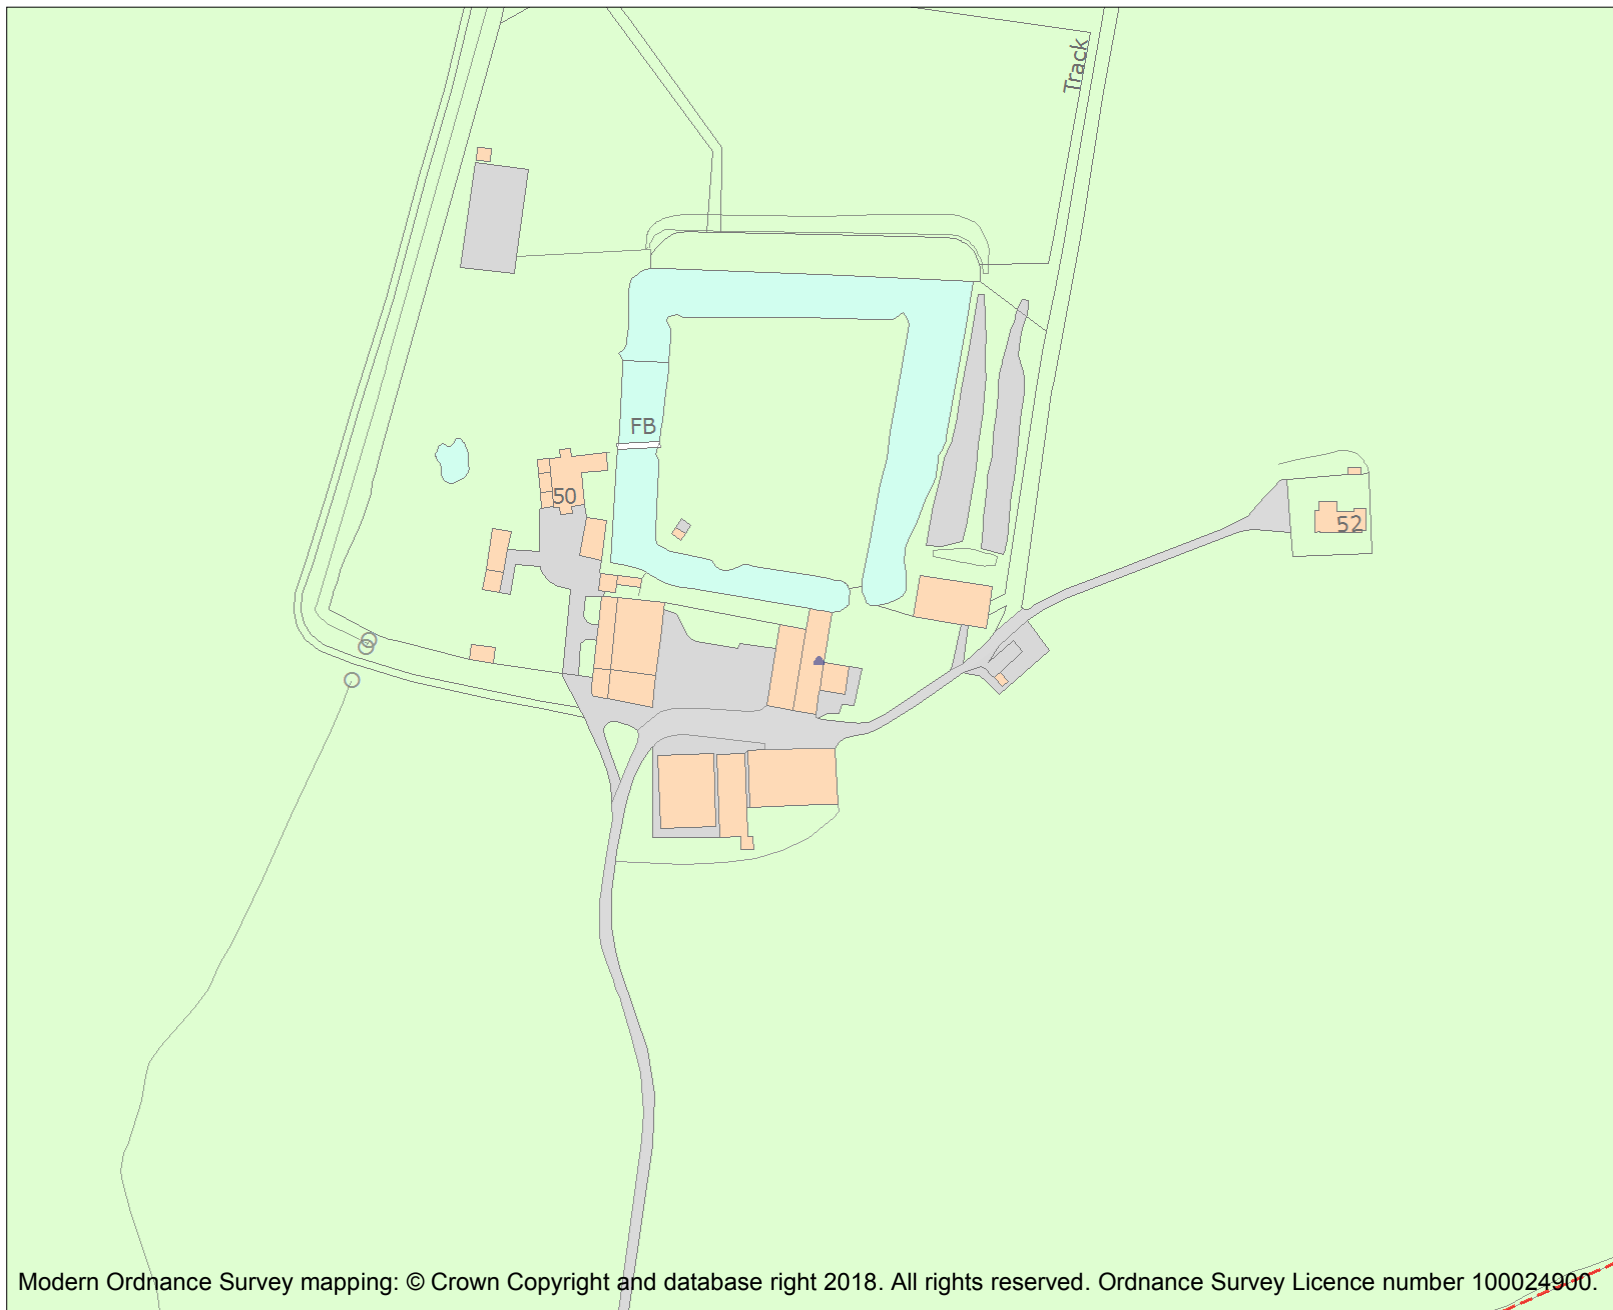 Track
FB
50
52
Modern Ordnance Survey mapping: © Crown Copyright and database right 2018. All rights reserved. Ordnance Survey Licence number 100024900.